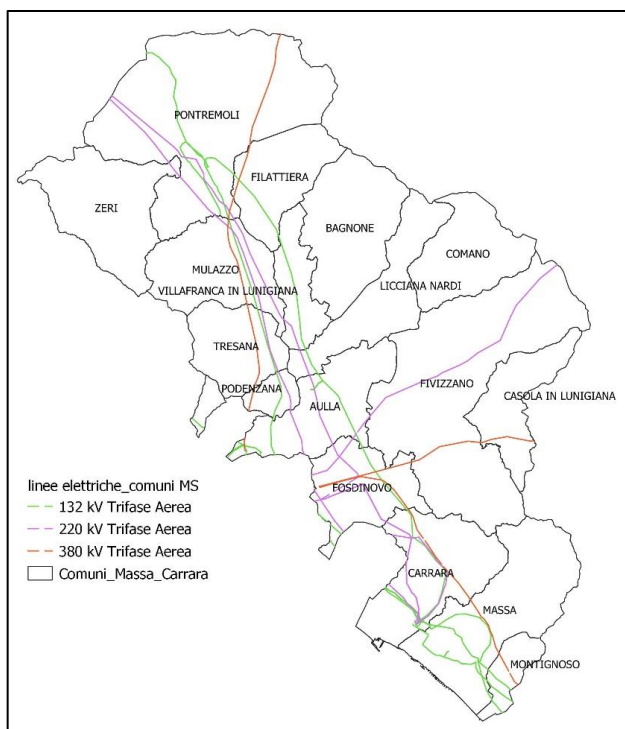 PONTREMOLI
FILATTIERA
ZERI
BAGNONE
COMANO
MULAZZO
LICCIANA NARDI
VILLAFRANCA IN LUNIGIANA
TRESANA
PODENZANA
FIVIZZANO
CASOLA IN LUNIGIANA
AULLA
linee elettriche_comuni MS
FOSDINOVO
132 kV Trifase Aerea
220 kV Trifase Aerea
380 kV Trifase Aerea
Comuni_Massa_Carrara
CARRARA
MASSA
MONTIGNOSO